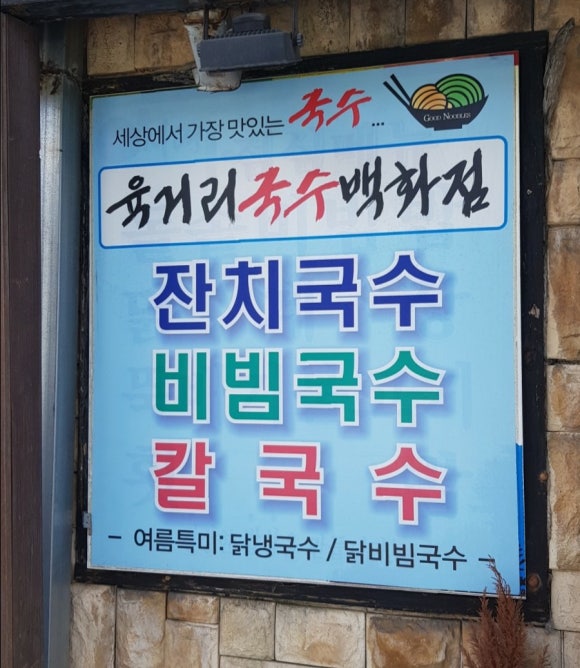 세상에서 가장 맛있는 국수...
GOOD NOODLES
육거리국수백화점
잔치국수
비빔국수
칼국수
- 여름특미: 닭냉국수 / 닭비빔국수 -